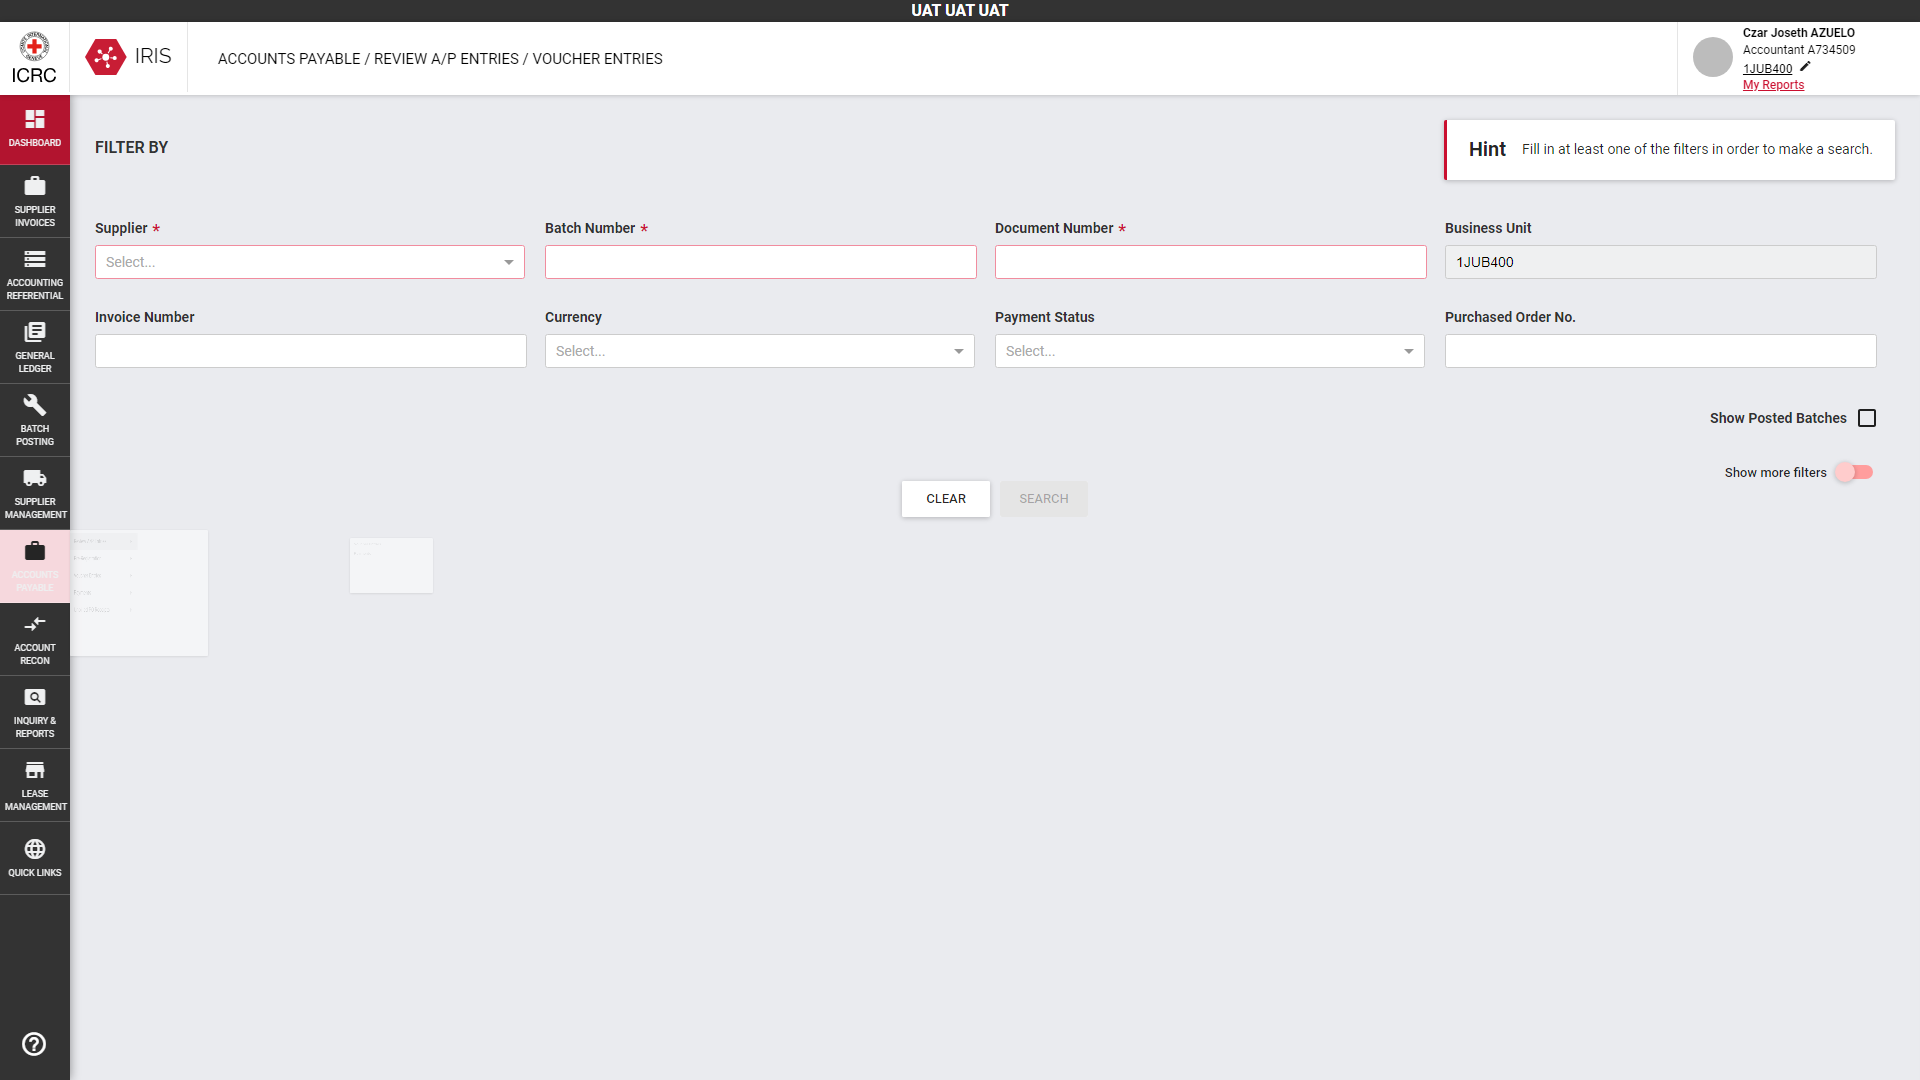 UAT UAT UAT
ICRC
IRIS
ACCOUNTS PAYABLE / REVIEW A/P ENTRIES / VOUCHER ENTRIES
Czar Joseth AZUELO
Accountant A734509
1JUB400
My Reports
DASHBOARD
SUPPLIER
INVOICES
ACCOUNTING
REFERENTIAL
GENERAL
LEDGER
BATCH
POSTING
SUPPLIER
MANAGEMENT
ACCOUNTS
PAYABLE
ACCOUNT
RECON
INQUIRY &
REPORTS
LEASE
MANAGEMENT
QUICK LINKS
FILTER BY
Hint Fill in at least one of the filters in order to make a search.
Supplier *
Batch Number *
Document Number *
Business Unit
Select...
1JUB400
Invoice Number
Currency
Payment Status
Purchased Order No.
Select...
Select...
Show Posted Batches
Show more filters
CLEAR
SEARCH